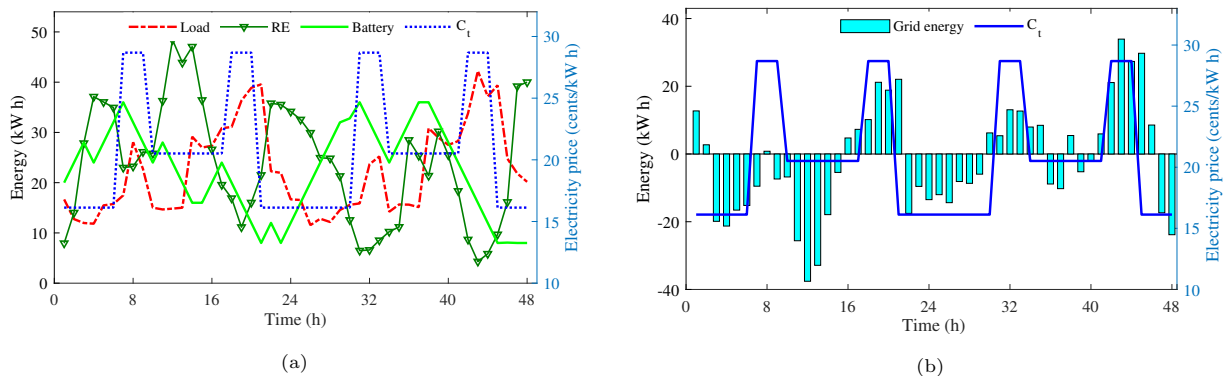 Load RE Battery C_t
Energy (kW h)
50
40
30
20
10
0
0 8 16 24 32 40 48
Time (h)
30
25
20
15
10
Electricity price (cents/kW h)
(a)
Grid energy C_t
Energy (kW h)
40
20
0
-20
-40
0 8 16 24 32 40 48
Time (h)
30
25
20
15
10
Electricity price (cents/kW h)
(b)